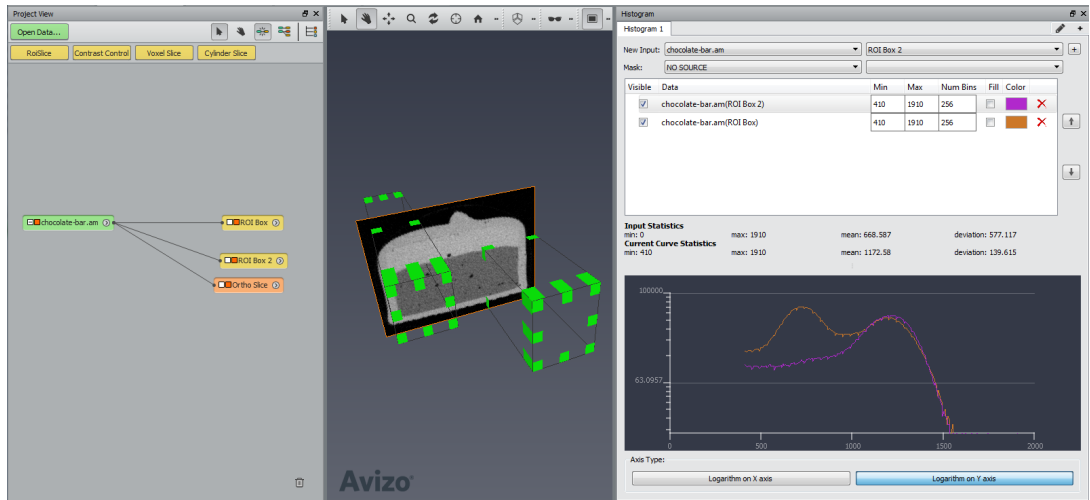 Project View
Open Data...
RoiSlice Contrast Control Voxel Slice Cylinder Slice
chocolate-bar.am
ROI Box
ROI Box 2
Ortho Slice
Avizo
Histogram
Histogram 1
New Input: chocolate-bar.am ROI Box 2
Mask: NO SOURCE
Visible Data Min Max Num Bins Fill Color
chocolate-bar.am(ROI Box 2) 410 1910 256
chocolate-bar.am(ROI Box) 410 1910 256
Input Statistics
min: 0 max: 1910 mean: 668.587 deviation: 577.117
Current Curve Statistics
min: 410 max: 1910 mean: 1172.58 deviation: 139.615
100000
63.0957
0 500 1000 1500 2000
Axis Type:
Logarithm on X axis Logarithm on Y axis